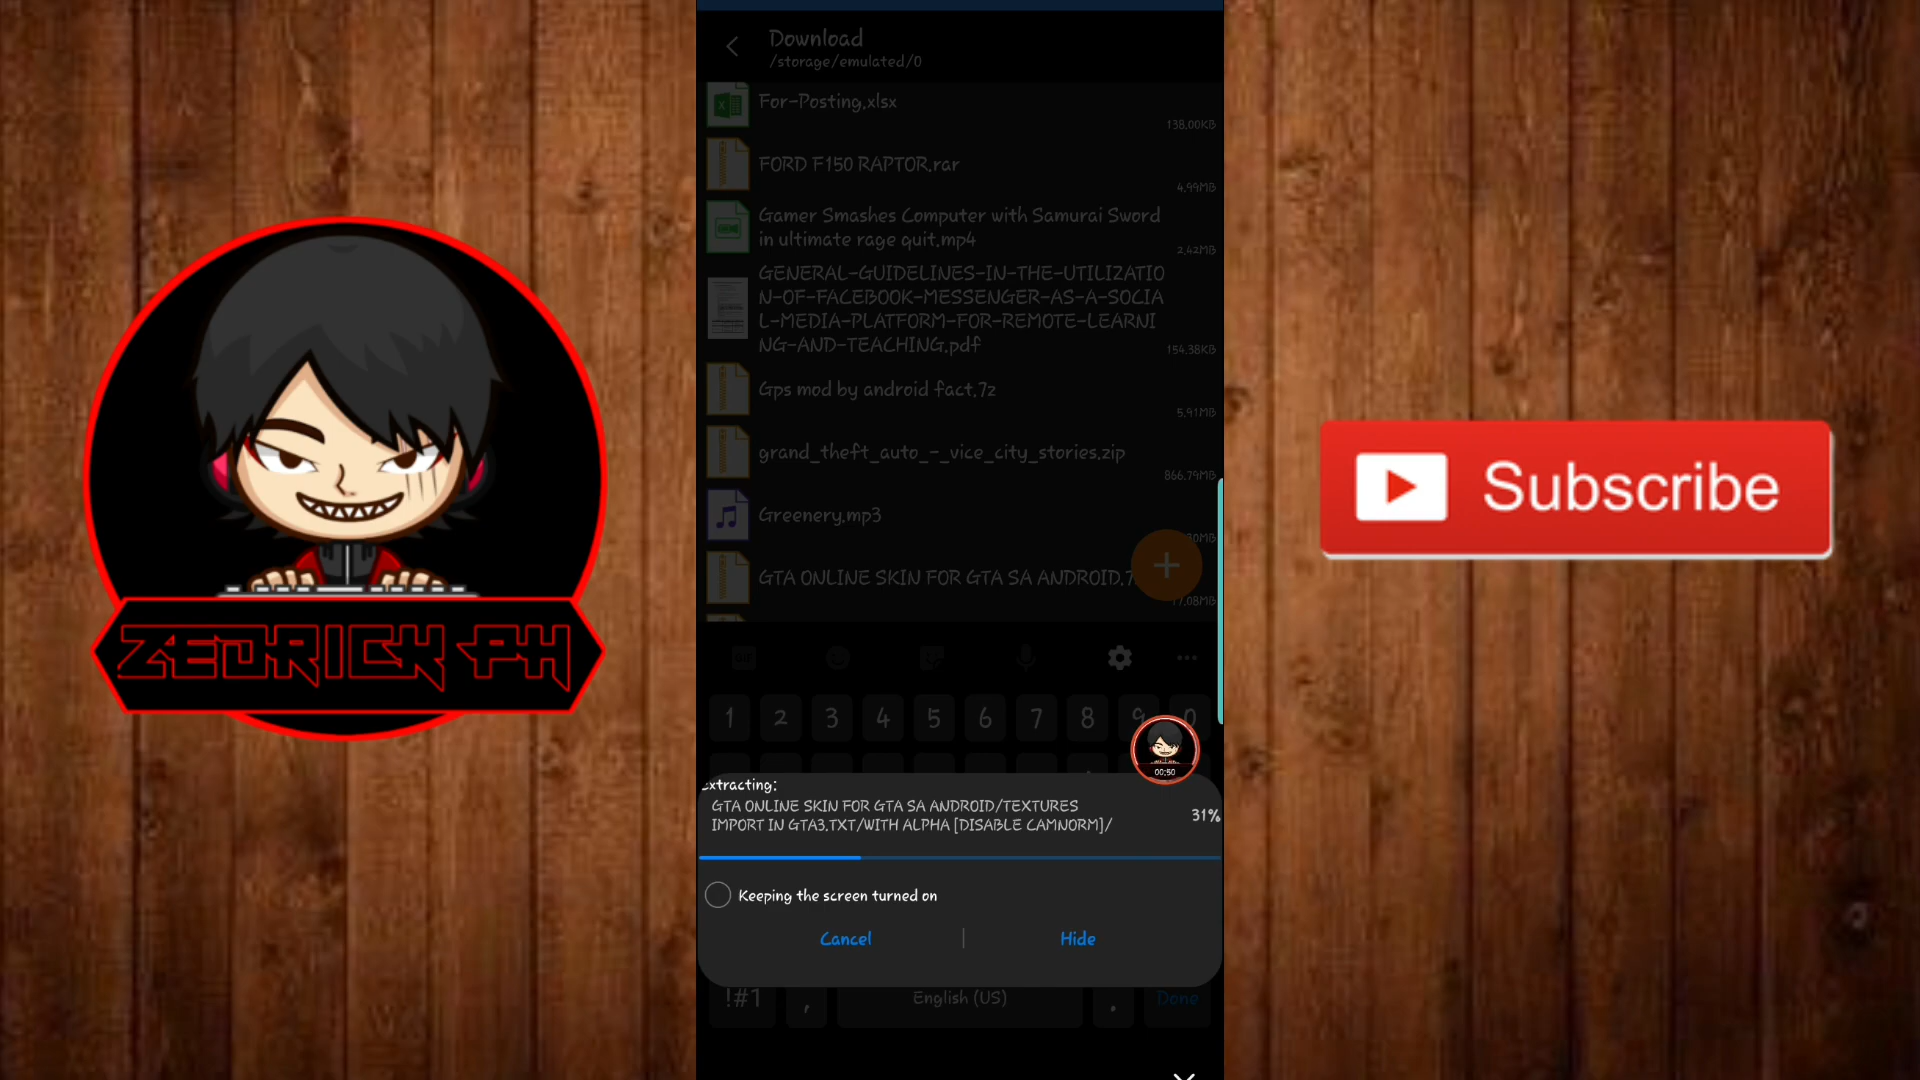 Download
/storage/emulated/0
For-Posting.xlsx
138.00KB
FORD F150 RAPTOR.rar
4.99MB
Gamer Smashes Computer with Samurai Sword
in ultimate rage quit.mp4
2.42MB
GENERAL-GUIDELINES-IN-THE-UTILIZATIO
N-OF-FACEBOOK-MESSENGER-AS-A-SOCIA
L-MEDIA-PLATFORM-FOR-REMOTE-LEARNI
NG-AND-TEACHING.pdf
154.38KB
Gps mod by android fact.7z
5.91MB
grand_theft_auto_-_vice_city_stories.zip
866.79MB
Greenery.mp3
30MB
GTA ONLINE SKIN FOR GTA SA ANDROID.7
17.08MB
GIF
1 2 3 4 5 6 7 8 9 0
00:50
xtracting:
GTA ONLINE SKIN FOR GTA SA ANDROID/TEXTURES
IMPORT IN GTA3.TXT/WITH ALPHA [DISABLE CAMNORM]/
31%
Keeping the screen turned on
Cancel | Hide
!#1 , English (US) . Done
ZEDRICK PH
Subscribe